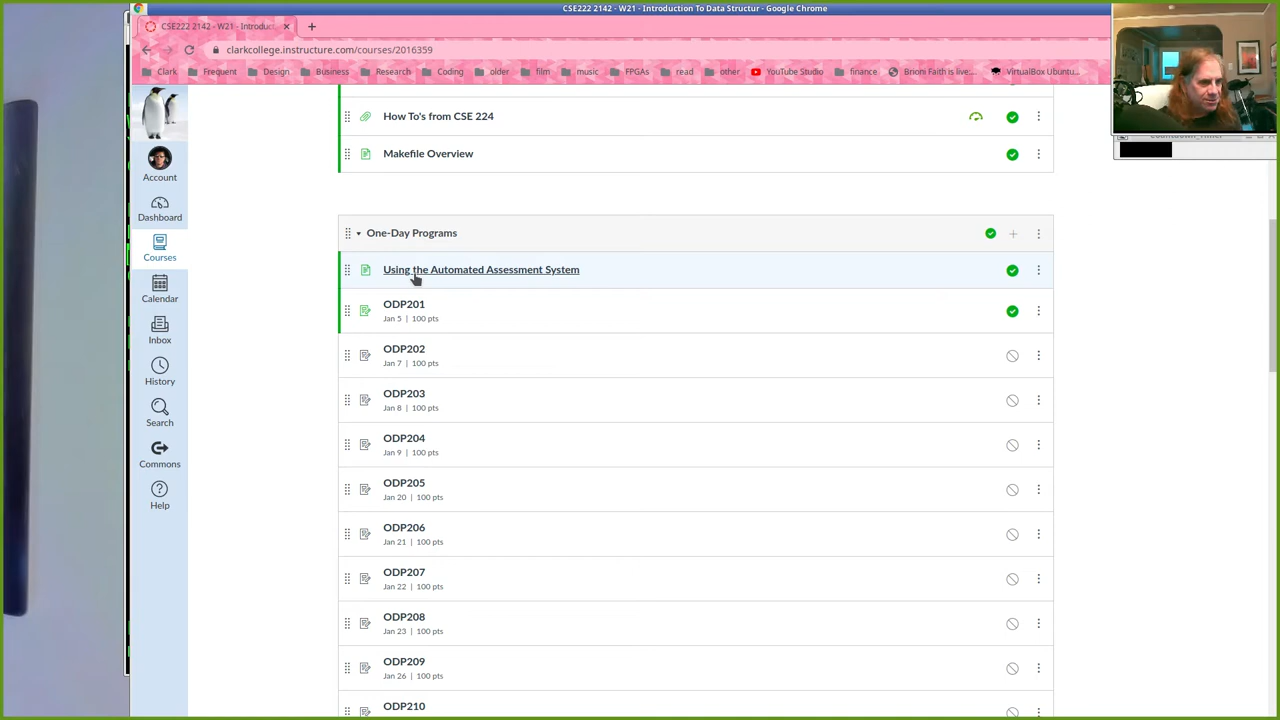 CSE222 2142 - W21 - Introduction To Data Structur - Google Chrome
CSE222 2142 - W21 - Introduct
clarkcollege.instructure.com/courses/2016359
Clark Frequent Design Business Research Coding older film music FPGAs read other YouTube Studio finance Brioni Faith is live:... VirtualBox Ubuntu...
How To's from CSE 224
Makefile Overview
Account
Dashboard
Courses
Calendar
Inbox
History
Search
Commons
Help
One-Day Programs
Using the Automated Assessment System
ODP201
Jan 5 | 100 pts
ODP202
Jan 7 | 100 pts
ODP203
Jan 8 | 100 pts
ODP204
Jan 9 | 100 pts
ODP205
Jan 20 | 100 pts
ODP206
Jan 21 | 100 pts
ODP207
Jan 22 | 100 pts
ODP208
Jan 23 | 100 pts
ODP209
Jan 26 | 100 pts
ODP210